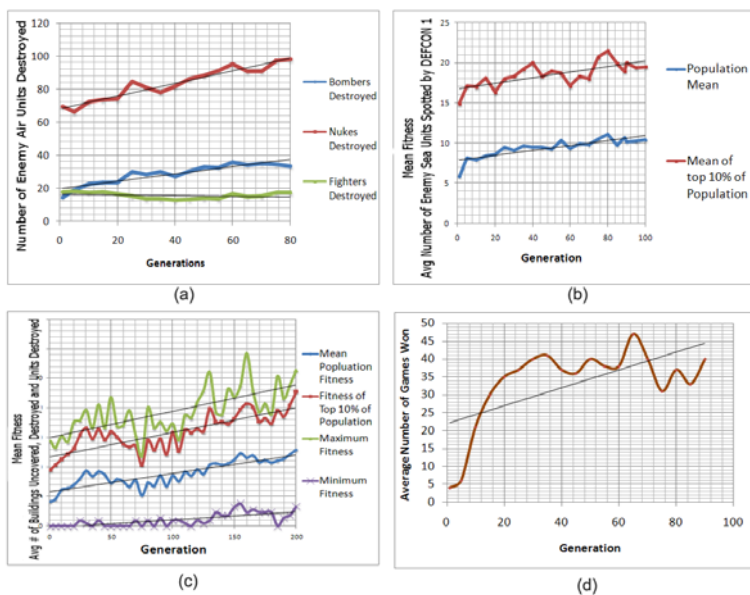 Number of Enemy Air Units Destroyed
120
100
80
60
40
20
0
0 20 40 60 80
Generations
Bombers
Destroyed
Nukes
Destroyed
Fighters
Destroyed
(a)
Mean Fitness
Avg Number of Enemy Sea Units Spotted by DEFCON 1
25
20
15
10
5
0
0 20 40 60 80 100
Generation
Population
Mean
Mean of
top 10% of
Population
(b)
Mean Fitness
Avg # of Buildings Uncovered, Destroyed and Units Destroyed
0 50 100 150 200
Generation
Mean
Popluation
Fitness
Fitness of
Top 10% of
Population
Maximum
Fitness
Minimum
Fitness
(c)
Average Number of Games Won
50
45
40
35
30
25
20
15
10
5
0
0 20 40 60 80 100
Generation
(d)